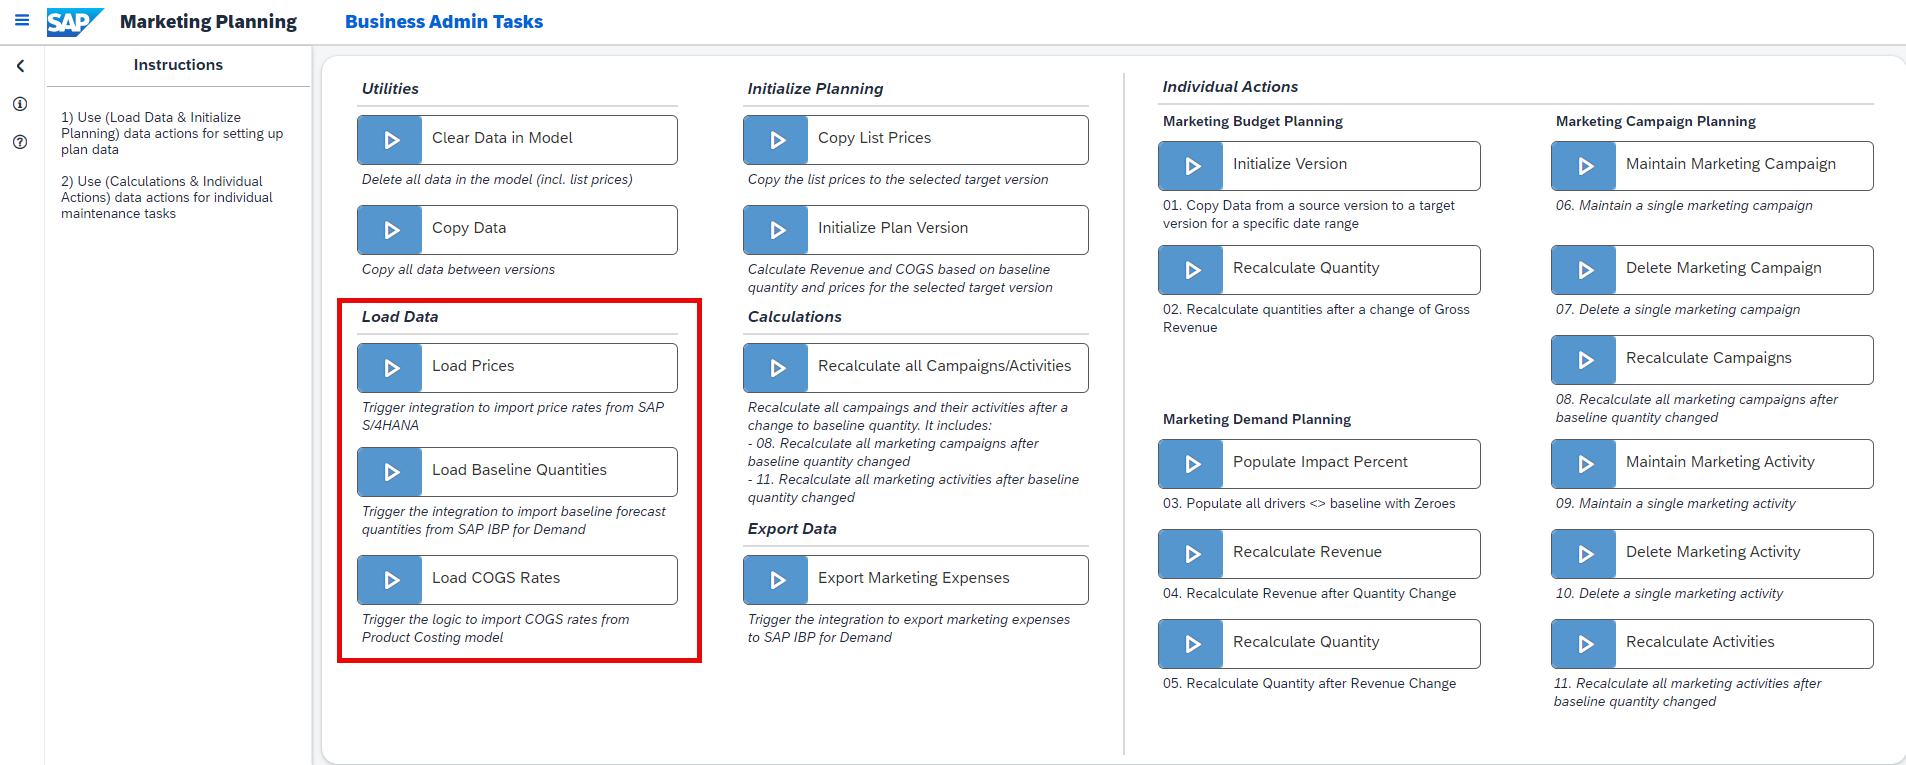 SAP Marketing Planning Business Admin Tasks
Instructions
1) Use (Load Data & Initialize
Planning) data actions for setting up
plan data
2) Use (Calculations & Individual
Actions) data actions for individual
maintenance tasks
Utilities
Clear Data in Model
Delete all data in the model (incl. list prices)
Copy Data
Copy all data between versions
Load Data
Load Prices
Trigger integration to import price rates from SAP
S/4HANA
Load Baseline Quantities
Trigger the integration to import baseline forecast
quantities from SAP IBP for Demand
Load COGS Rates
Trigger the logic to import COGS rates from
Product Costing model
Initialize Planning
Copy List Prices
Copy the list prices to the selected target version
Initialize Plan Version
Calculate Revenue and COGS based on baseline
quantity and prices for the selected target version
Calculations
Recalculate all Campaigns/Activities
Recalculate all campaings and their activities after a
change to baseline quantity. It includes:
- 08. Recalculate all marketing campaigns after
baseline quantity changed
- 11. Recalculate all marketing activities after baseline
quantity changed
Export Data
Export Marketing Expenses
Trigger the integration to export marketing expenses
to SAP IBP for Demand
Individual Actions
Marketing Budget Planning
Initialize Version
01. Copy Data from a source version to a target
version for a specific date range
Recalculate Quantity
02. Recalculate quantities after a change of Gross
Revenue
Marketing Demand Planning
Populate Impact Percent
03. Populate all drivers <> baseline with Zeroes
Recalculate Revenue
04. Recalculate Revenue after Quantity Change
Recalculate Quantity
05. Recalculate Quantity after Revenue Change
Marketing Campaign Planning
Maintain Marketing Campaign
06. Maintain a single marketing campaign
Delete Marketing Campaign
07. Delete a single marketing campaign
Recalculate Campaigns
08. Recalculate all marketing campaigns after
baseline quantity changed
Maintain Marketing Activity
09. Maintain a single marketing activity
Delete Marketing Activity
10. Delete a single marketing activity
Recalculate Activities
11. Recalculate all marketing activities after
baseline quantity changed